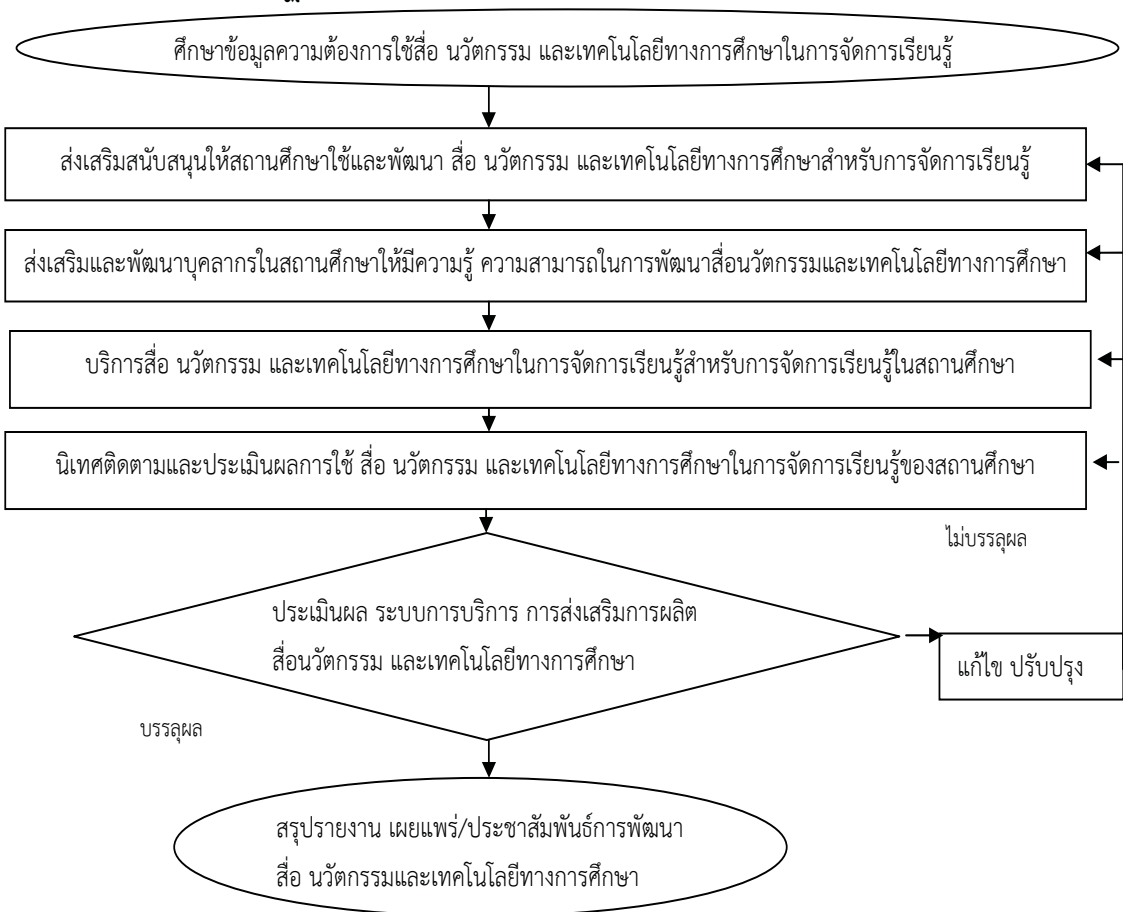 ศึกษาข้อมูลความต้องการใช้สื่อ นวัตกรรม และเทคโนโลยีทางการศึกษาในการจัดการเรียนรู้
ส่งเสริมสนับสนุนให้สถานศึกษาใช้และพัฒนา สื่อ นวัตกรรม และเทคโนโลยีทางการศึกษาสำหรับการจัดการเรียนรู้
ส่งเสริมและพัฒนาบุคลากรในสถานศึกษาให้มีความรู้ ความสามารถในการพัฒนาสื่อนวัตกรรมและเทคโนโลยีทางการศึกษา
บริการสื่อ นวัตกรรม และเทคโนโลยีทางการศึกษาในการจัดการเรียนรู้สำหรับการจัดการเรียนรู้ในสถานศึกษา
นิเทศติดตามและประเมินผลการใช้ สื่อ นวัตกรรม และเทคโนโลยีทางการศึกษาในการจัดการเรียนรู้ของสถานศึกษา
ไม่บรรลุผล
ประเมินผล ระบบการบริการ การส่งเสริมการผลิต
สื่อนวัตกรรม และเทคโนโลยีทางการศึกษา
แก้ไข ปรับปรุง
บรรลุผล
สรุปรายงาน เผยแพร่/ประชาสัมพันธ์การพัฒนา
สื่อ นวัตกรรมและเทคโนโลยีทางการศึกษา